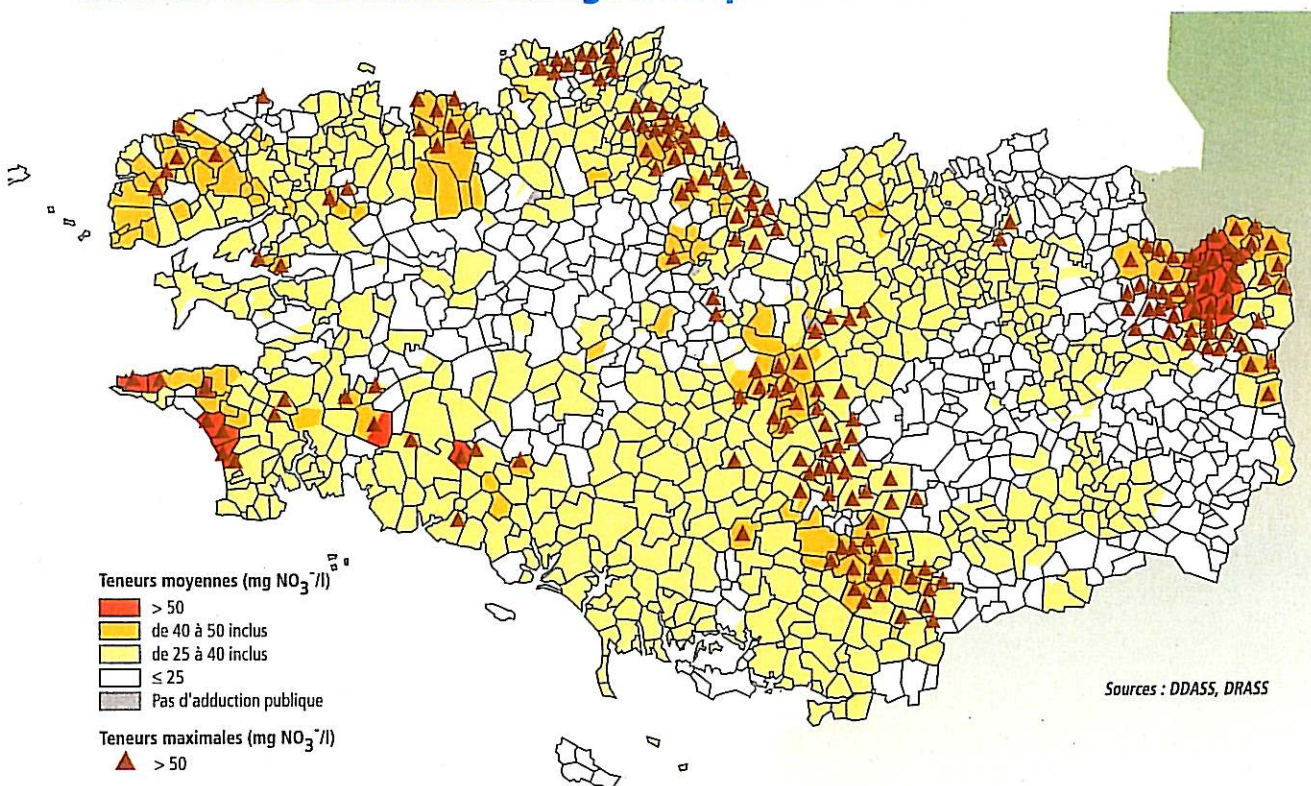 Teneurs moyennes (mg NO3-/l)
> 50
de 40 à 50 inclus
de 25 à 40 inclus
≤ 25
Pas d'adduction publique
Teneurs maximales (mg NO3-/l)
> 50
Sources : DDASS, DRASS